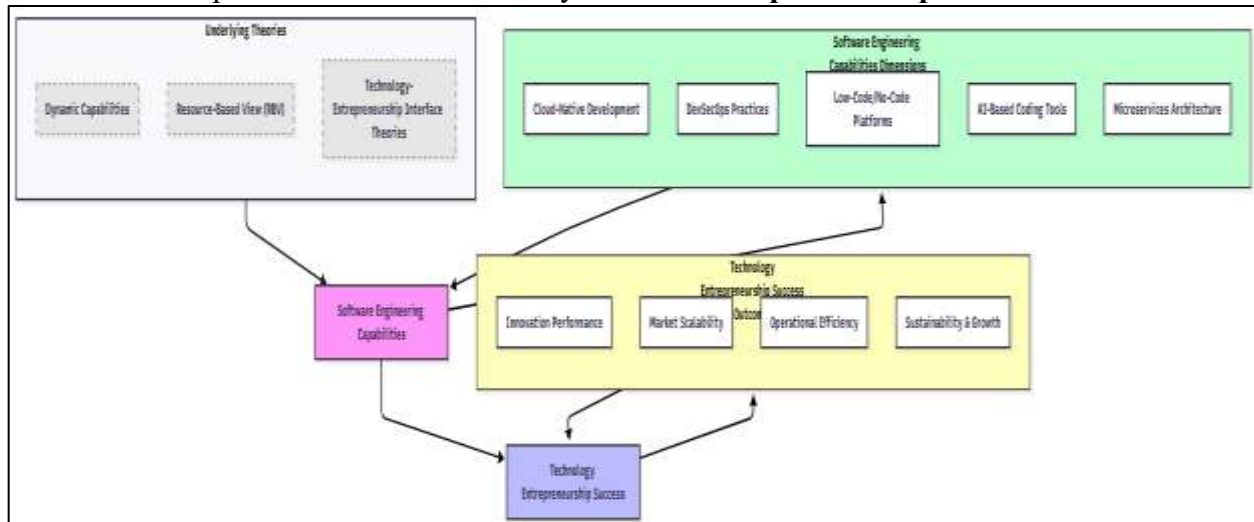 Underlying Theories
Dynamic Capabilities
Resource-Based View (RBV)
Technology-
Entrepreneurship Interface
Theories
Software Engineering
Capabilities Dimensions
Cloud-Native Development
DevSecOps Practices
Low-Code/No-Code
Platforms
AI-Based Coding Tools
Microservices Architecture
Software Engineering
Capabilities
Technology
Entrepreneurship Success
Innovation Performance
Market Scalability
Operational Efficiency
Sustainability & Growth
Technology
Entrepreneurship Success